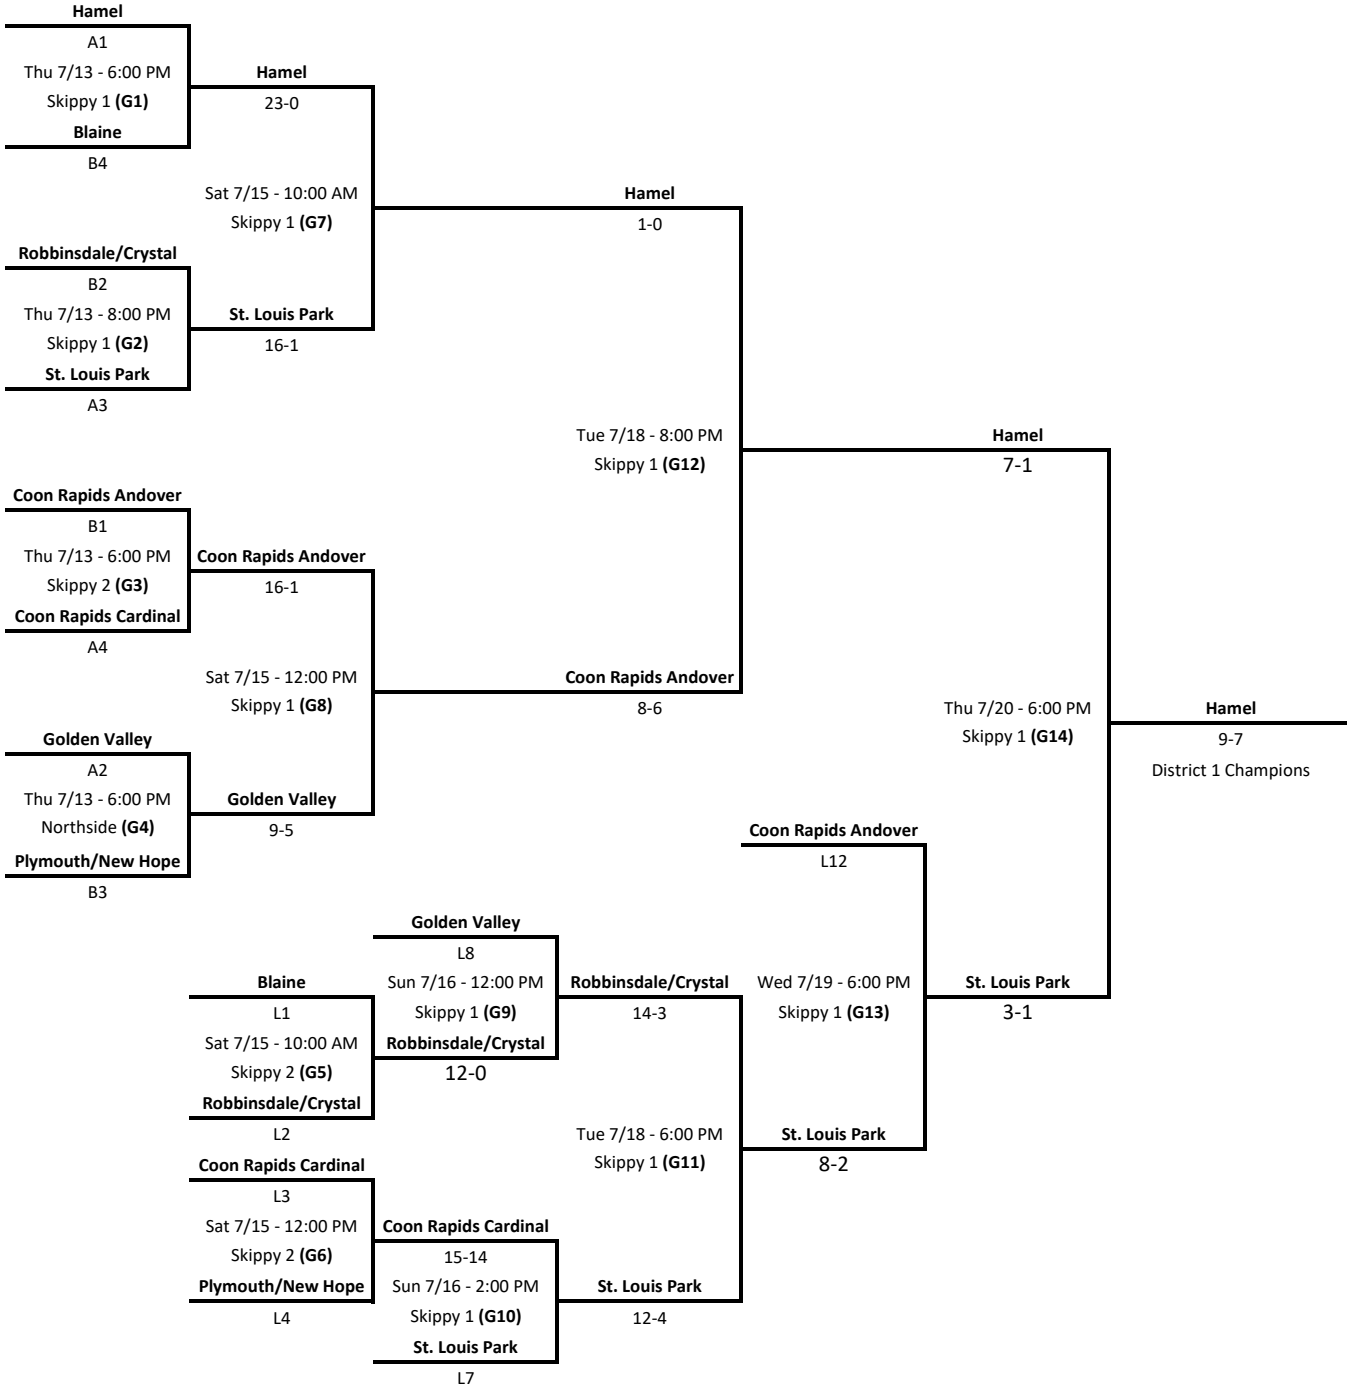 Hamel
A1
Thu 7/13 - 6:00 PM
Skippy 1 (G1)
Blaine
B4
Hamel
23-0
Sat 7/15 - 10:00 AM
Skippy 1 (G7)
Robbinsdale/Crystal
B2
Thu 7/13 - 8:00 PM
Skippy 1 (G2)
St. Louis Park
A3
St. Louis Park
16-1
Hamel
1-0
Tue 7/18 - 8:00 PM
Skippy 1 (G12)
Hamel
7-1
Coon Rapids Andover
B1
Thu 7/13 - 6:00 PM
Skippy 2 (G3)
Coon Rapids Cardinal
A4
Coon Rapids Andover
16-1
Sat 7/15 - 12:00 PM
Skippy 1 (G8)
Coon Rapids Andover
8-6
Golden Valley
A2
Thu 7/13 - 6:00 PM
Northside (G4)
Plymouth/New Hope
B3
Golden Valley
9-5
Thu 7/20 - 6:00 PM
Skippy 1 (G14)
Hamel
9-7
District 1 Champions
Coon Rapids Andover
L12
Wed 7/19 - 6:00 PM
Skippy 1 (G13)
St. Louis Park
3-1
Golden Valley
L8
Sun 7/16 - 12:00 PM
Skippy 1 (G9)
Robbinsdale/Crystal
12-0
Robbinsdale/Crystal
14-3
Blaine
L1
Sat 7/15 - 10:00 AM
Skippy 2 (G5)
Robbinsdale/Crystal
L2
Tue 7/18 - 6:00 PM
Skippy 1 (G11)
St. Louis Park
8-2
Coon Rapids Cardinal
L3
Sat 7/15 - 12:00 PM
Skippy 2 (G6)
Plymouth/New Hope
L4
Coon Rapids Cardinal
15-14
Sun 7/16 - 2:00 PM
Skippy 1 (G10)
St. Louis Park
L7
St. Louis Park
12-4